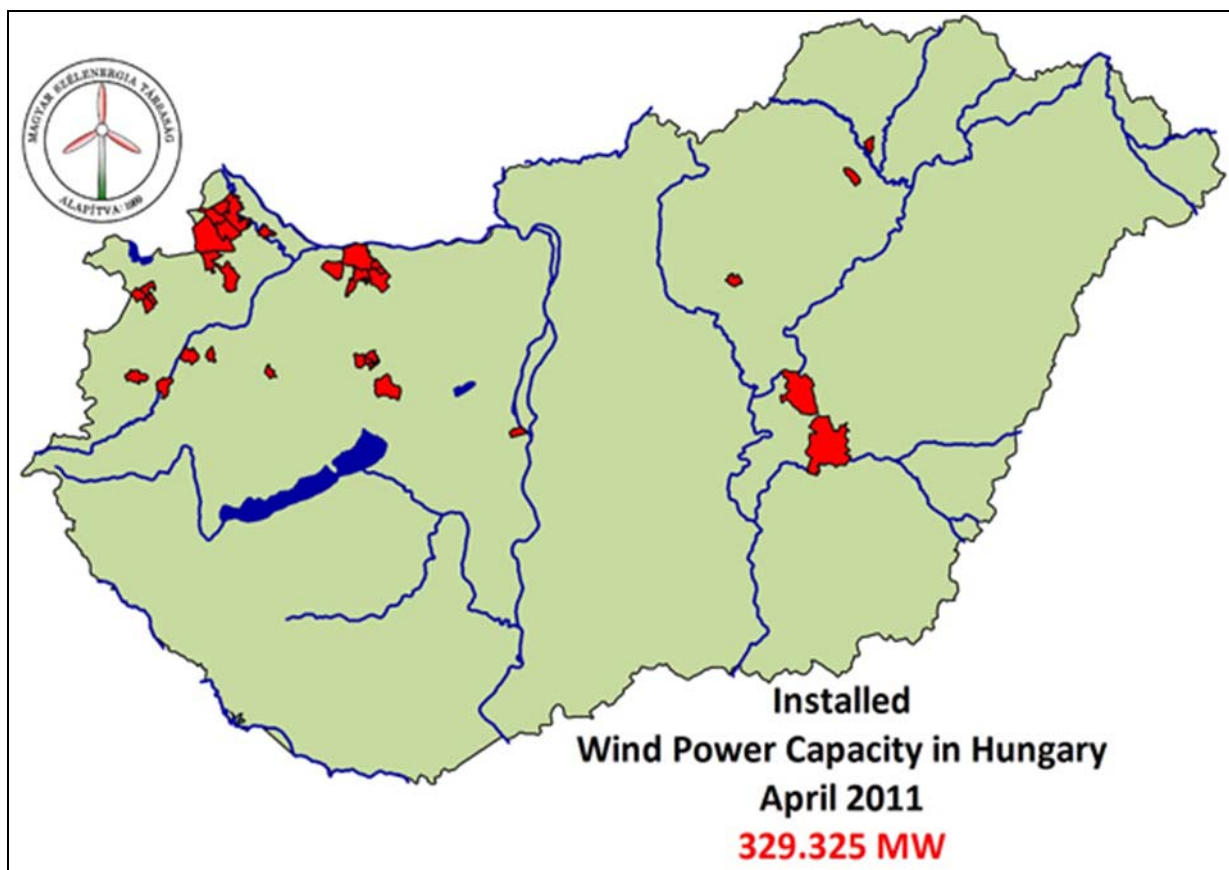 MAGYAR SZÉLENERGIA TÁRSASÁG
ALAPÍTVA:
Installed
Wind Power Capacity in Hungary
April 2011
329.325 MW